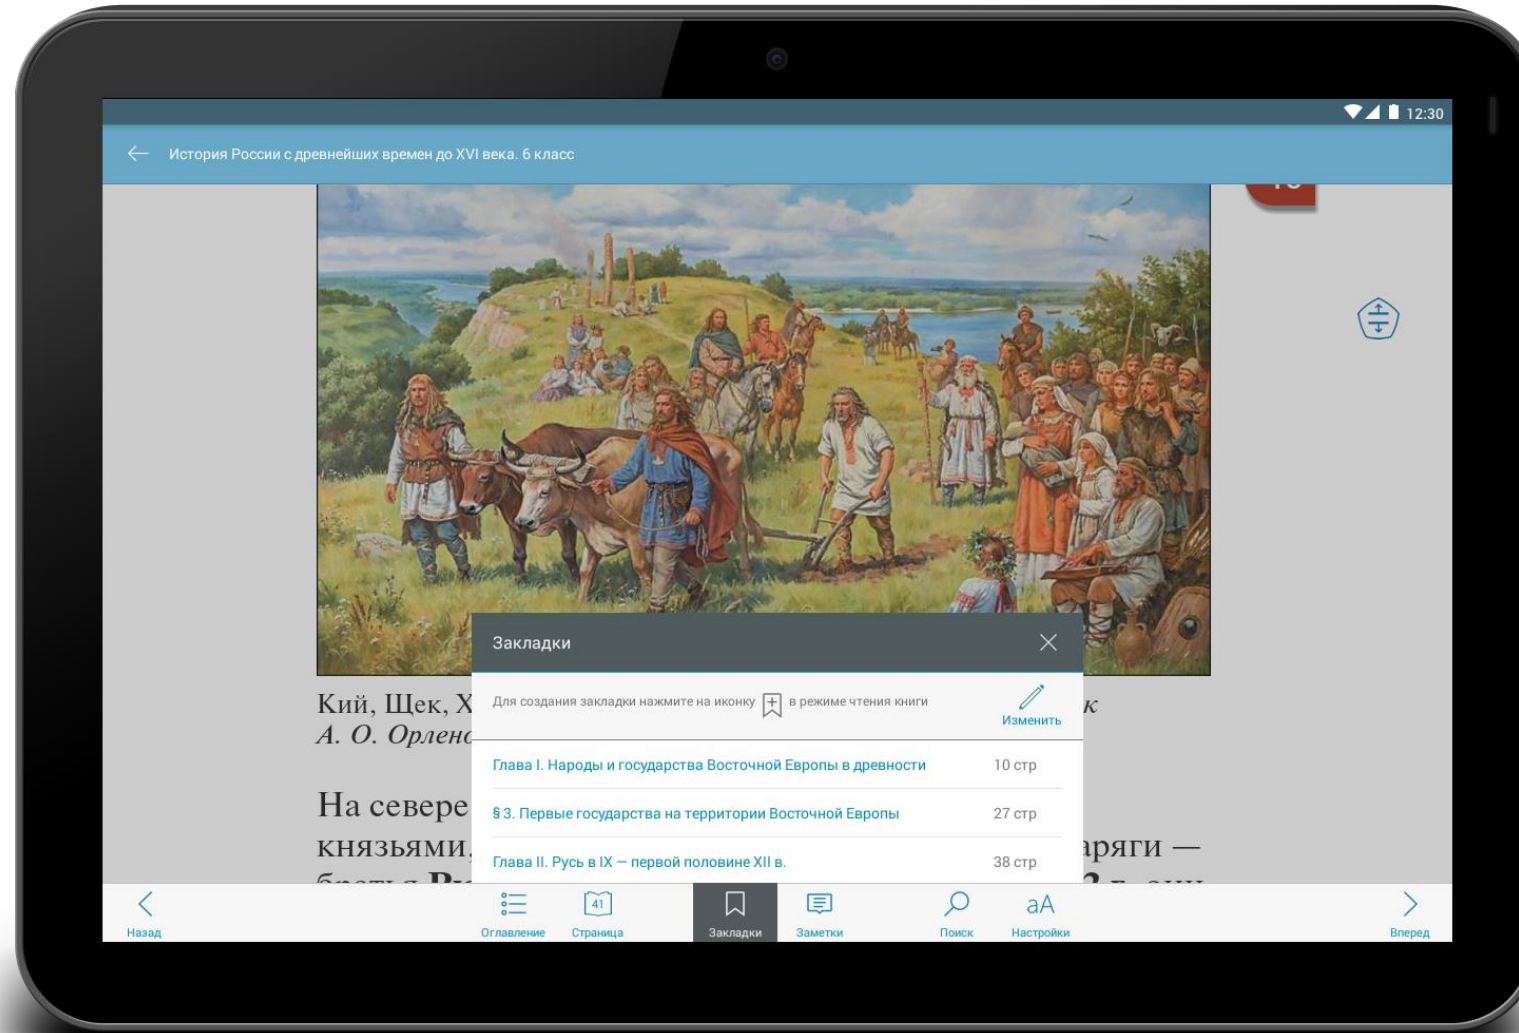 12:30
История России с древнейших времен до XVI века. 6 класс
Закладки
Для создания закладки нажмите на иконку в режиме чтения книги
Изменить
Кий, Щек, Х
А. О. Орлен
Глава I. Народы и государства Восточной Европы в древности 10 стр
На севере
§ 3. Первые государства на территории Восточной Европы 27 стр
князьями, аряги —
Глава II. Русь в IX — первой половине XII в. 38 стр
41
аА
Назад Оглавление Страница Закладки Заметки Поиск Настройки Вперед